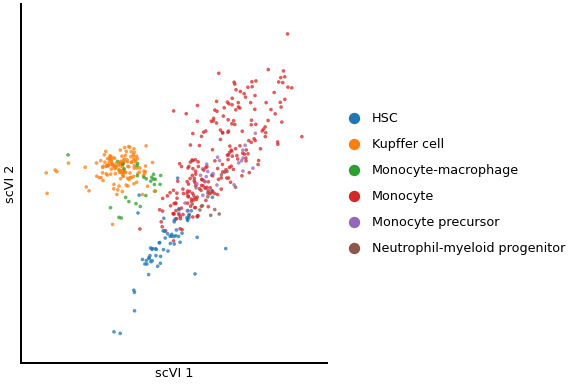 HSC
Kupffer cell
Monocyte-macrophage
Monocyte
Monocyte precursor
Neutrophil-myeloid progenitor
scVI 2
scVI 1